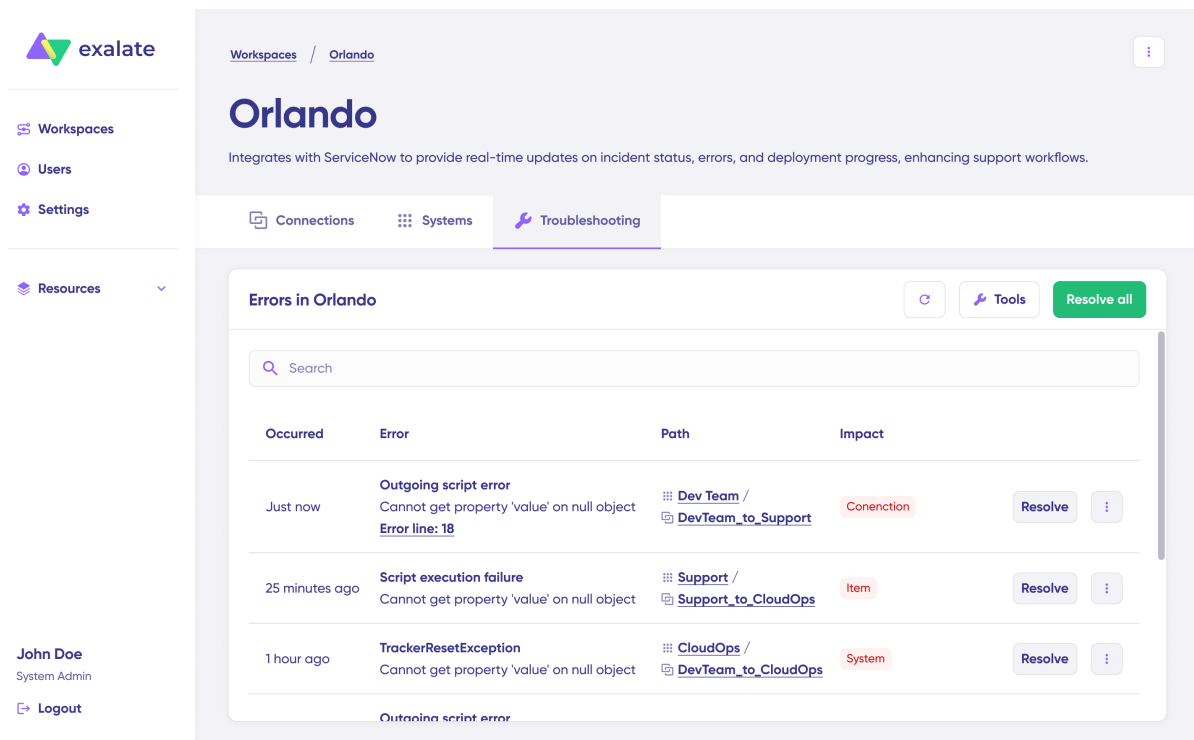 exalate
Workspaces
Users
Settings
Resources
John Doe
System Admin
Logout
Workspaces / Orlando
Orlando
Integrates with ServiceNow to provide real-time updates on incident status, errors, and deployment progress, enhancing support workflows.
Connections Systems Troubleshooting
Errors in Orlando
Tools Resolve all
Search
Occurred Error Path Impact
Just now
Outgoing script error
Cannot get property 'value' on null object
Error line: 18
Dev Team /
DevTeam_to_Support
Conenction
Resolve
25 minutes ago
Script execution failure
Cannot get property 'value' on null object
Support /
Support_to_CloudOps
Item
Resolve
1 hour ago
TrackerResetException
Cannot get property 'value' on null object
CloudOps /
DevTeam_to_CloudOps
System
Resolve
Outgoing script error